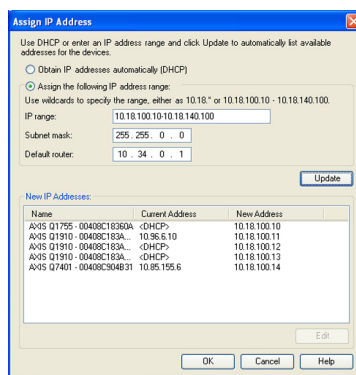 Assign IP Address
Use DHCP or enter an IP address range and click Update to automatically list available
addresses for the devices.
Obtain IP addresses automatically (DHCP)
Assign the following IP address range:
Use wildcards to specify the range, either as 10.18.* or 10.18.100.10 - 10.18.140.100.
IP range: 10.18.100.10-10.18.140.100
Subnet mask: 255 . 255 . 0 . 0
Default router: 10 . 34 . 0 . 1
Update
New IP Addresses:
Name Current Address New Address
AXIS Q1755 - 00408C18360A <DHCP> 10.18.100.10
AXIS Q1910 - 00408C183A... 10.96.6.10 10.18.100.11
AXIS Q1910 - 00408C183A... <DHCP> 10.18.100.12
AXIS Q1910 - 00408C183A... <DHCP> 10.18.100.13
AXIS Q7401 - 00408C904B31 10.85.155.6 10.18.100.14
Edit
OK Cancel Help